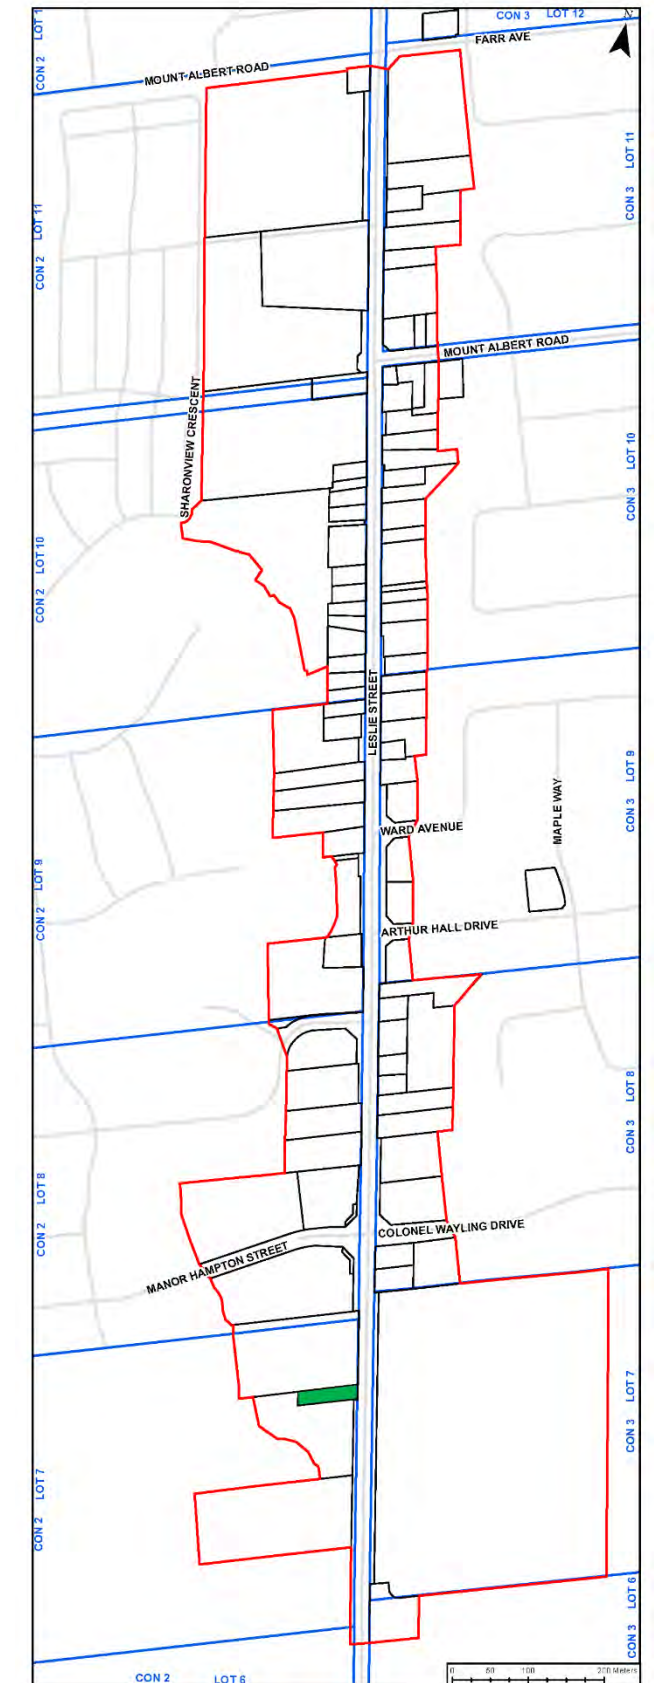 CON 3 LOT 12
N
FARR AVE
CON 2 LOT 1
MOUNT ALBERT ROAD
CON 3 LOT 11
CON 2 LOT 11
MOUNT ALBERT ROAD
SHARONVIEW CRESCENT
CON 3 LOT 10
CON 2 LOT 10
LESLIE STREET
CON 3 LOT 9
MAPLE WAY
WARD AVENUE
CON 2 LOT 9
ARTHUR HALL DRIVE
CON 3 LOT 8
CON 2 LOT 8
COLONEL WAYLING DRIVE
MANOR HAMPTON STREET
CON 3 LOT 7
CON 2 LOT 7
CON 3 LOT 6
CON 2 LOT 6
0 50 100 200 Meters